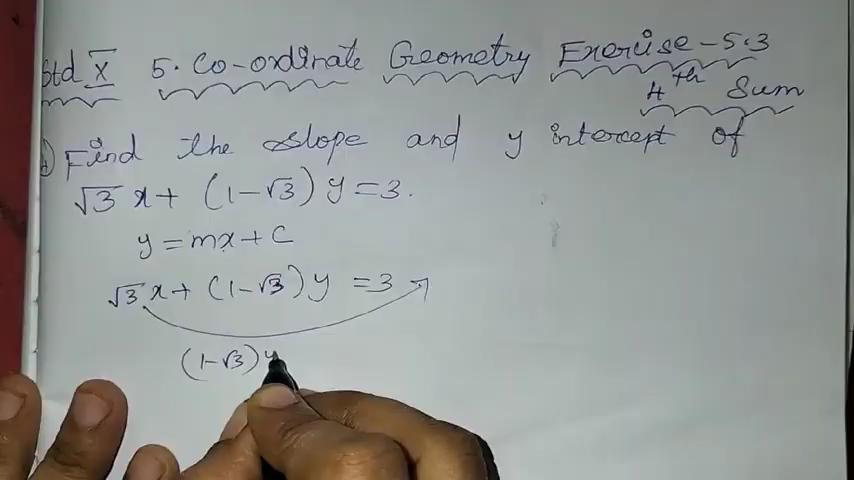 Std X 5. Co-ordinate Geometry Exercise - 5.3
4th Sum
4) Find the slope and y intercept of
√3 x + (1-√3) y = 3.
y = mx + c
√3 x + (1-√3) y = 3
(1-√3) y